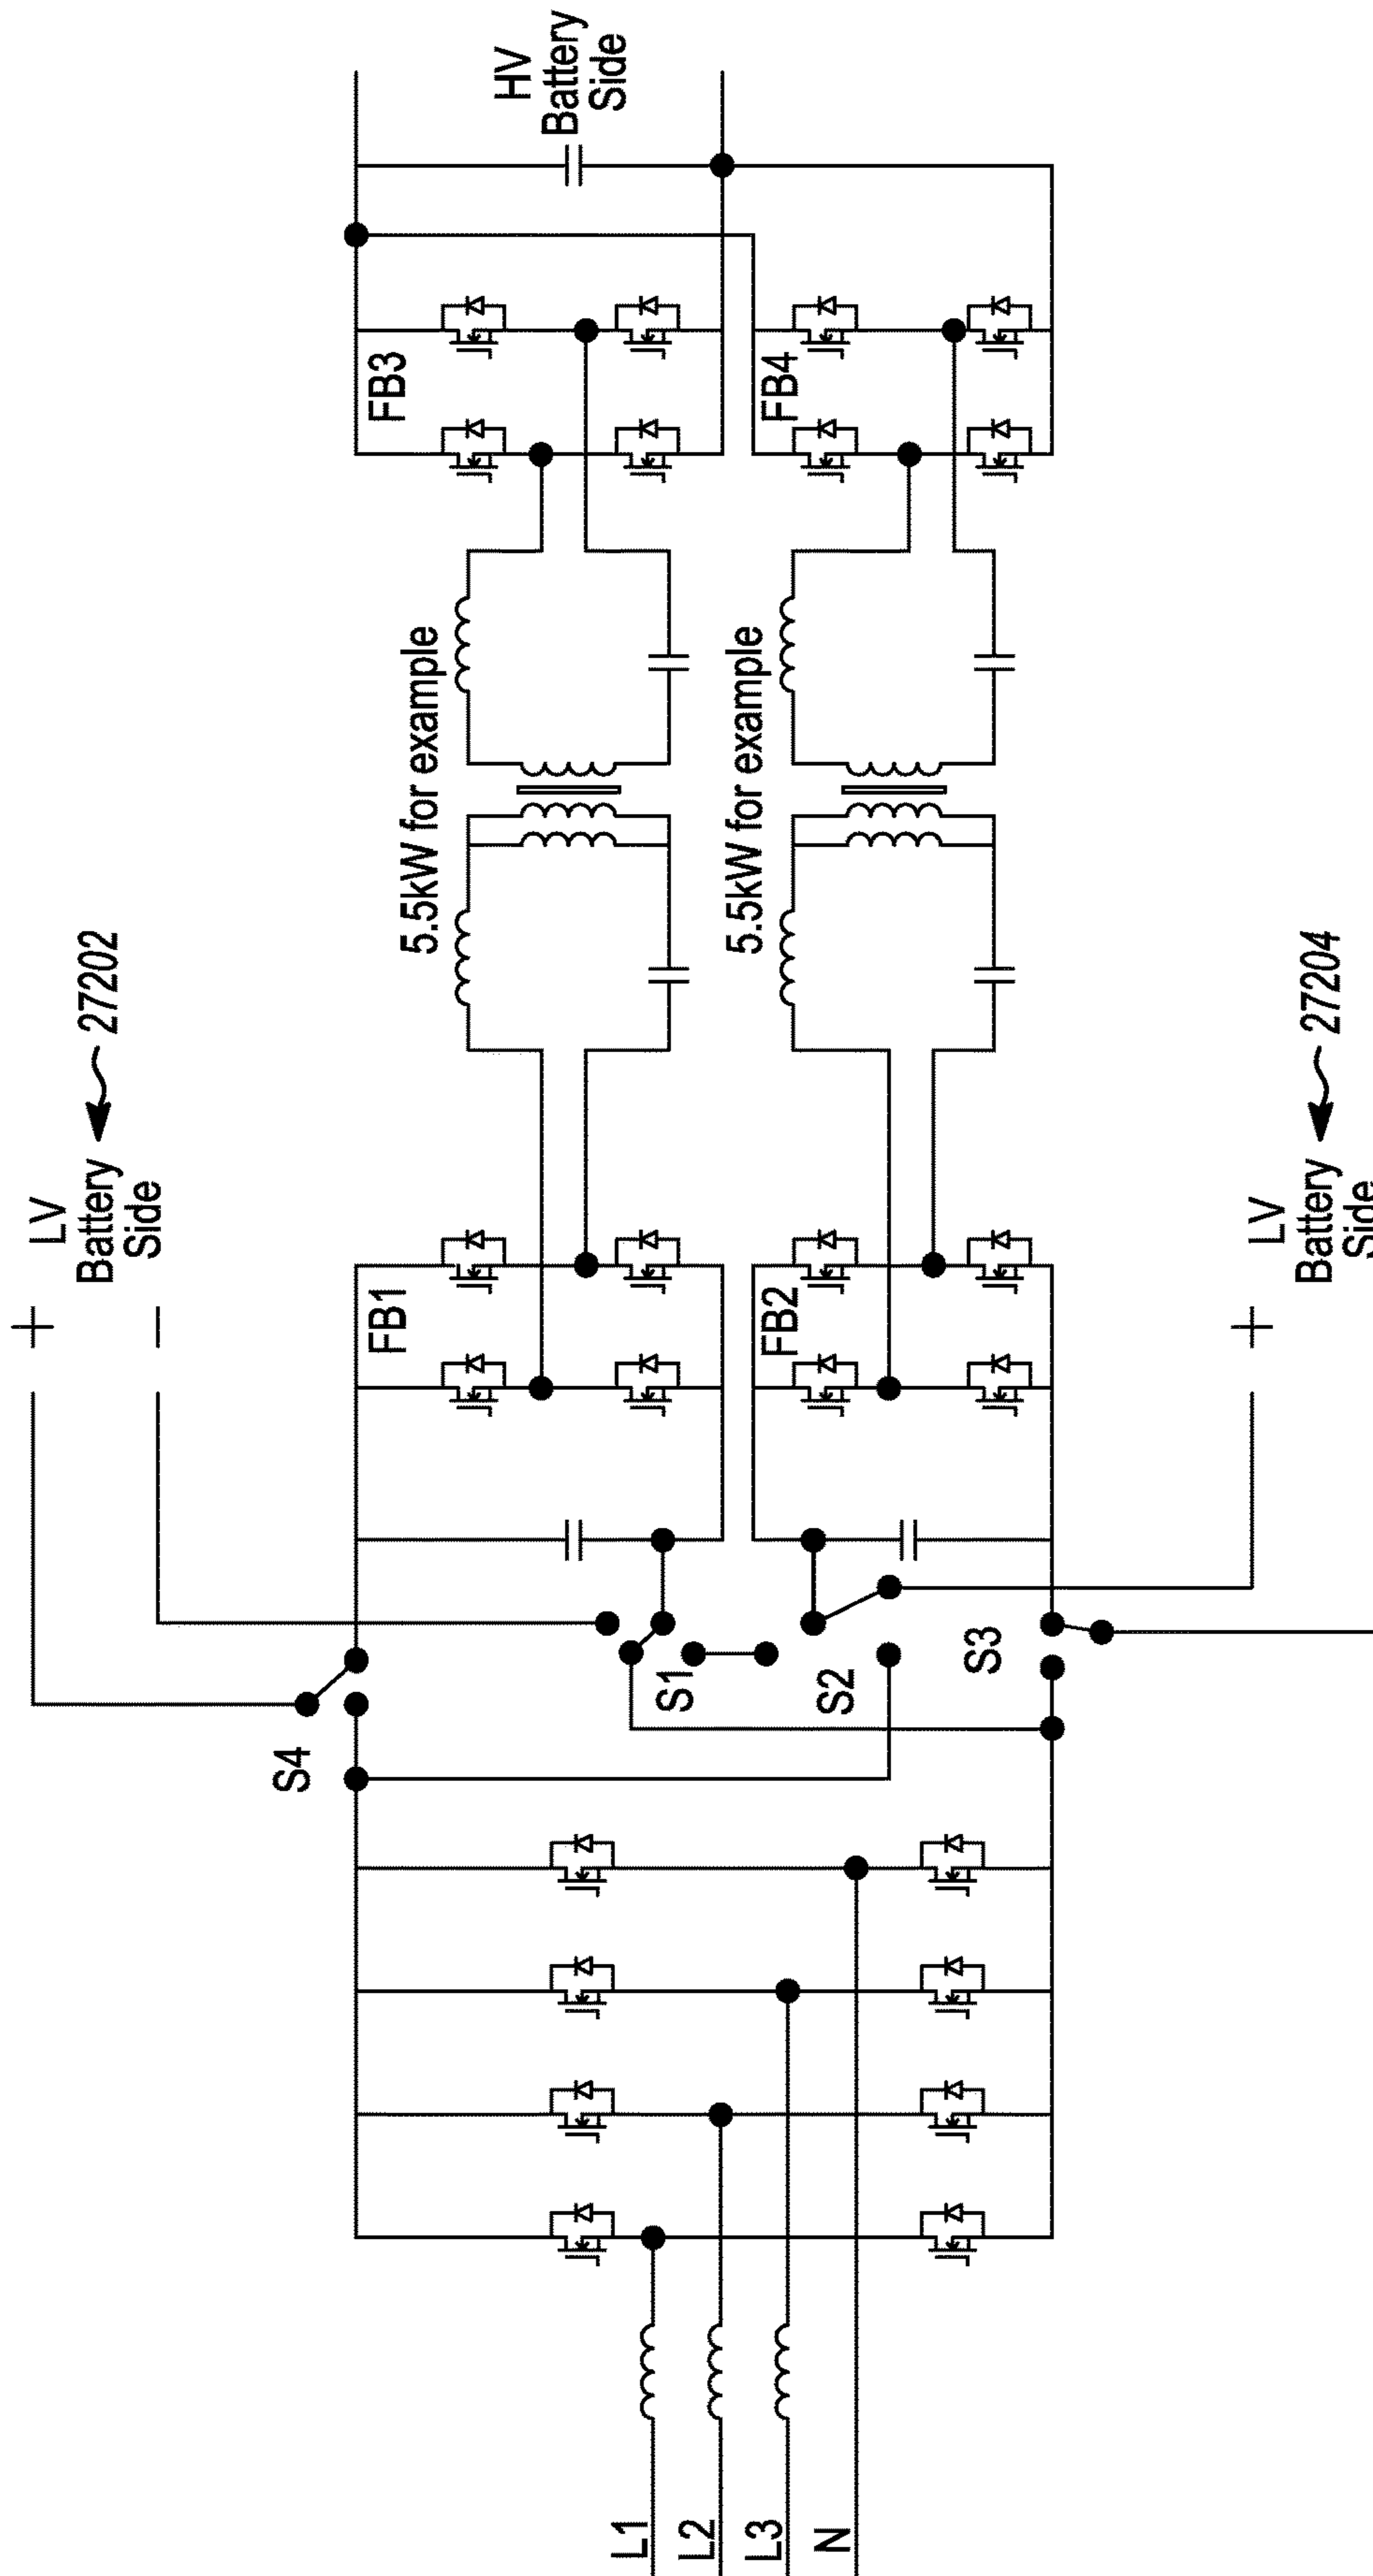 HV
Battery
Side
FB3
FB4
5.5kW for example
5.5kW for example
27202
LV
Battery
Side
+
−
FB1
FB2
27204
LV
Battery
Side
+
S4
S1
S2
S3
L1
L2
L3
N